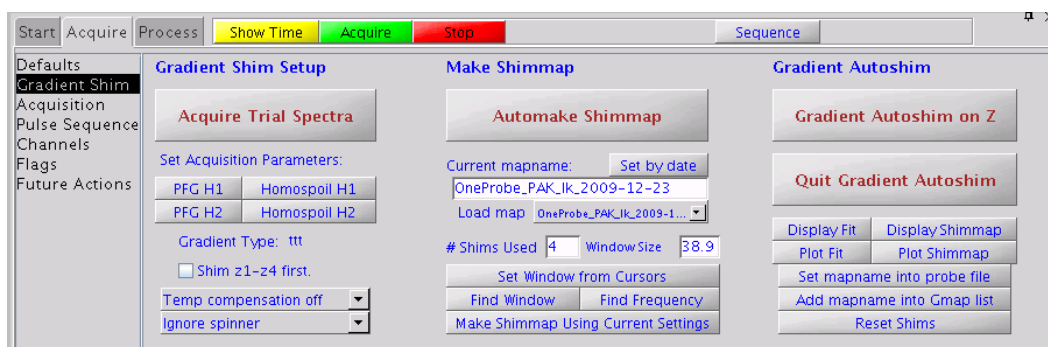 Start Acquire Process Show Time Acquire Stop Sequence
Defaults
Gradient Shim
Acquisition
Pulse Sequence
Channels
Flags
Future Actions
Gradient Shim Setup
Acquire Trial Spectra
Set Acquisition Parameters:
PFG H1 Homospoil H1
PFG H2 Homospoil H2
Gradient Type: ttt
Shim z1-z4 first.
Temp compensation off
Ignore spinner
Make Shimmap
Automake Shimmap
Current mapname: Set by date
OneProbe_PAK_lk_2009-12-23
Load map OneProbe_PAK_lk_2009-1...
# Shims Used 4 Window Size 38.9
Set Window from Cursors
Find Window Find Frequency
Make Shimmap Using Current Settings
Gradient Autoshim
Gradient Autoshim on Z
Quit Gradient Autoshim
Display Fit Display Shimmap
Plot Fit Plot Shimmap
Set mapname into probe file
Add mapname into Gmap list
Reset Shims